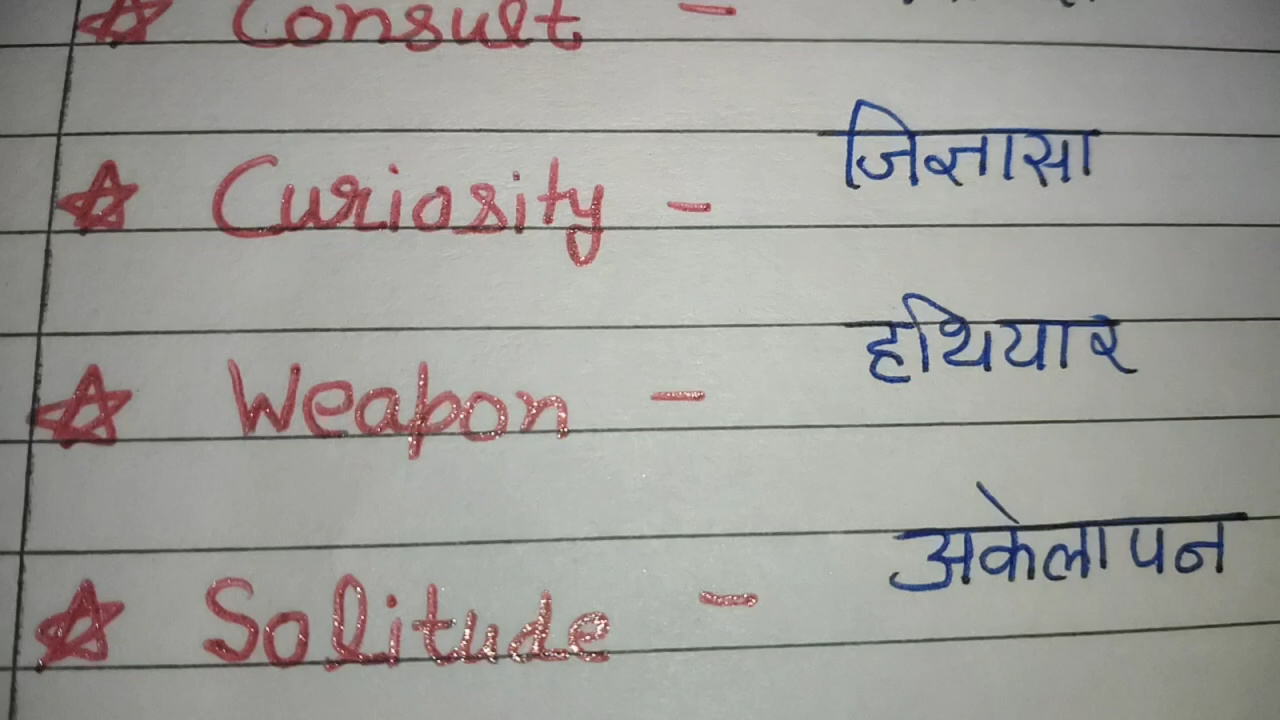 ☆ Consult -
☆ Curiosity - जिज्ञासा
☆ Weapon - हथियार
☆ Solitude - अकेलापन